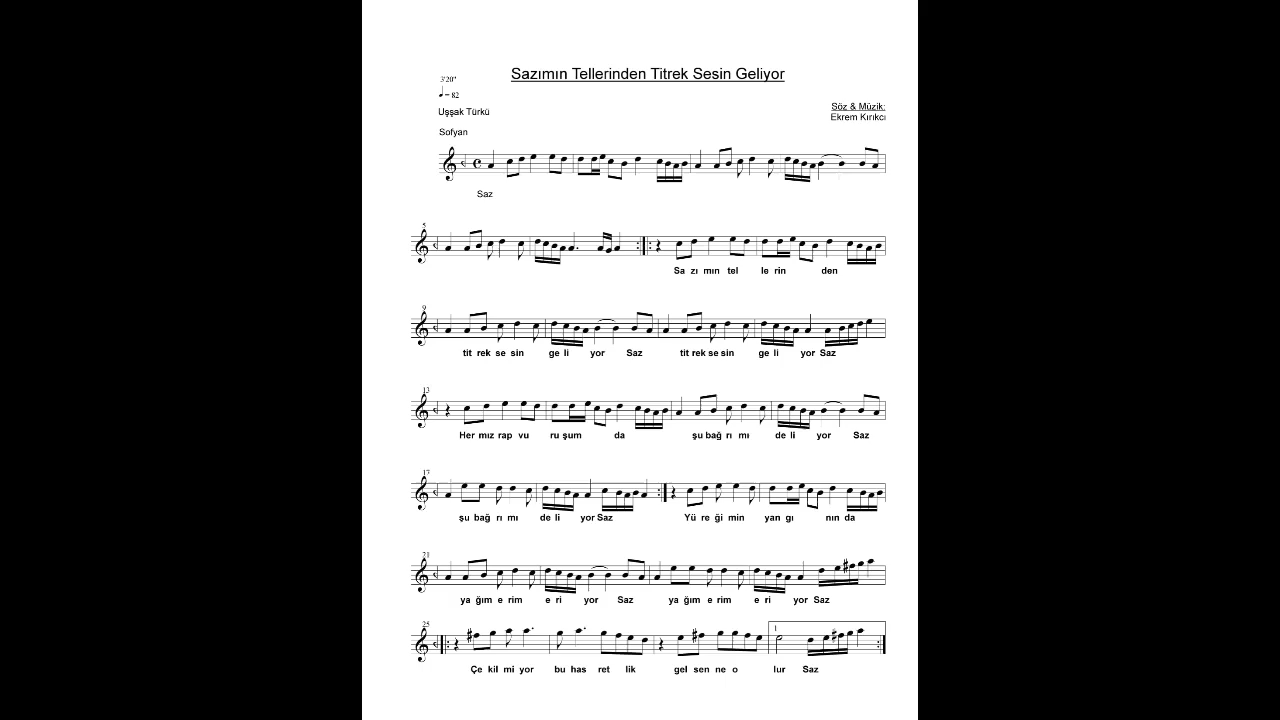 Sazımın Tellerinden Titrek Sesin Geliyor
3'20"
= 82
Uşşak Türkü
Söz & Müzik:
Ekrem Kırıkcı
Sofyan
Saz
5
Sa zı mın tel le rin den
9
tit rek se sin ge li yor Saz tit rek se sin ge li yor Saz
13
Her mız rap vu ru şum da şu bağ rı mı de li yor Saz
17
şu bağ rı mı de li yor Saz Yü re ği min yan gı nın da
21
ya ğım e rim e ri yor Saz ya ğım e rim e ri yor Saz
25
1
Çe kil mi yor bu has ret lik gel sen ne o lur Saz